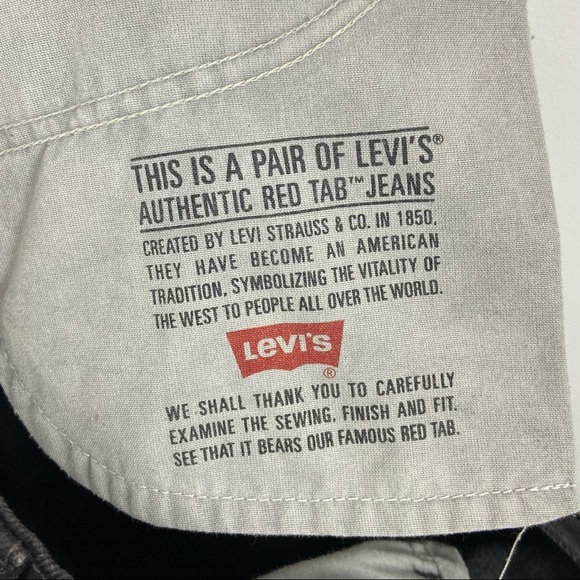 THIS IS A PAIR OF LEVI'S®
AUTHENTIC RED TAB™ JEANS
CREATED BY LEVI STRAUSS & CO. IN 1850,
THEY HAVE BECOME AN AMERICAN
TRADITION, SYMBOLIZING THE VITALITY OF
THE WEST TO PEOPLE ALL OVER THE WORLD.
Levi's
®
WE SHALL THANK YOU TO CAREFULLY
EXAMINE THE SEWING, FINISH AND FIT.
SEE THAT IT BEARS OUR FAMOUS RED TAB.